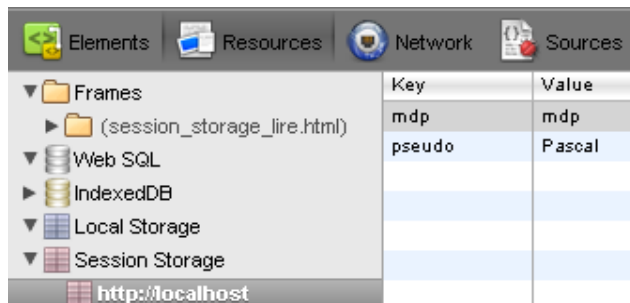 Elements Resources Network Sources
Frames
(session_storage_lire.html)
Web SQL
IndexedDB
Local Storage
Session Storage
http://localhost
Key Value
mdp mdp
pseudo Pascal